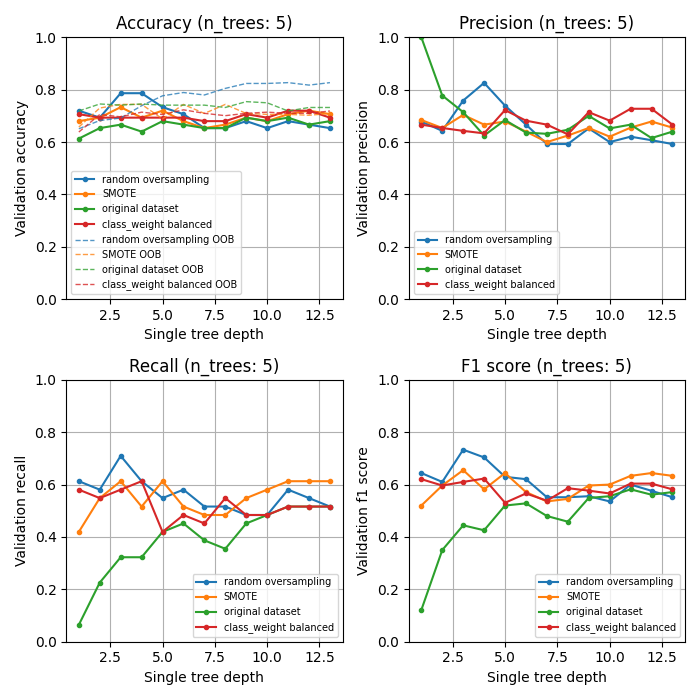 Accuracy (n_trees: 5)
Validation accuracy
1.0
0.8
0.6
0.4
0.2
0.0
random oversampling
SMOTE
original dataset
class_weight balanced
random oversampling OOB
SMOTE OOB
original dataset OOB
class_weight balanced OOB
2.5 5.0 7.5 10.0 12.5
Single tree depth
Precision (n_trees: 5)
Validation precision
1.0
0.8
0.6
0.4
0.2
0.0
random oversampling
SMOTE
original dataset
class_weight balanced
2.5 5.0 7.5 10.0 12.5
Single tree depth
Recall (n_trees: 5)
Validation recall
1.0
0.8
0.6
0.4
0.2
0.0
random oversampling
SMOTE
original dataset
class_weight balanced
2.5 5.0 7.5 10.0 12.5
Single tree depth
F1 score (n_trees: 5)
Validation f1 score
1.0
0.8
0.6
0.4
0.2
0.0
random oversampling
SMOTE
original dataset
class_weight balanced
2.5 5.0 7.5 10.0 12.5
Single tree depth